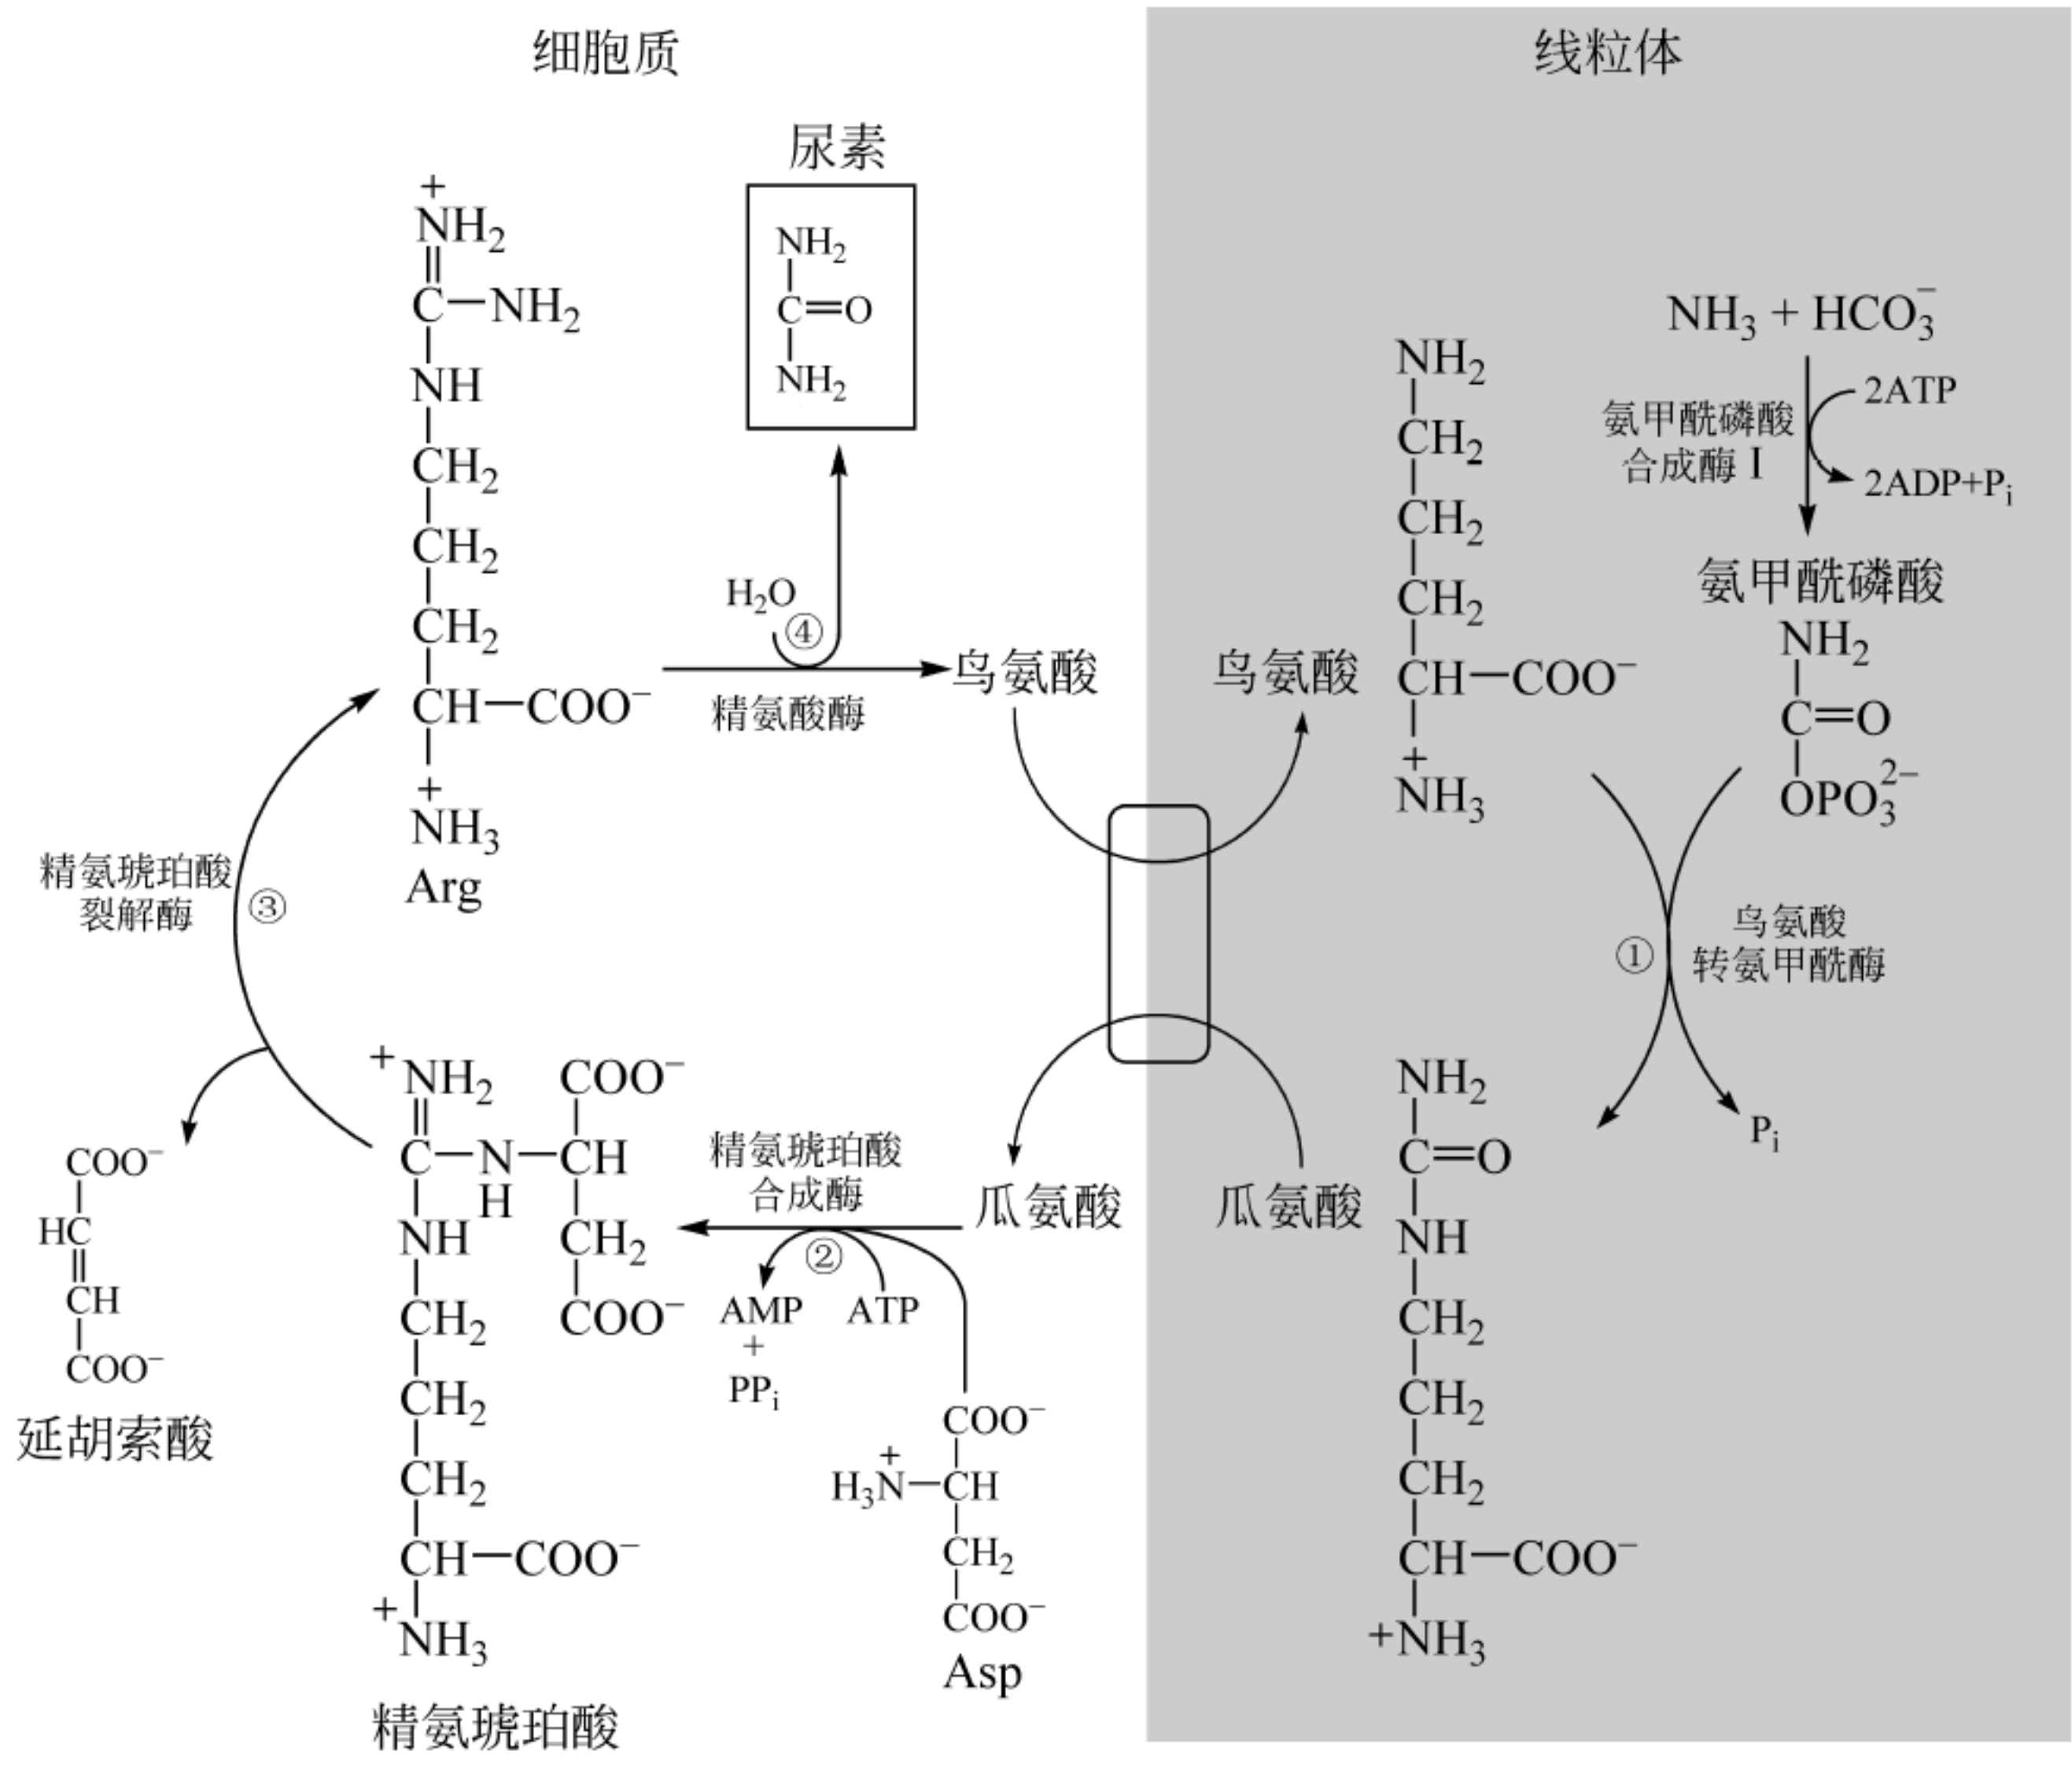 细胞质
线粒体
尿素
NH₂
C=O
NH₂
+
NH₂
C—NH₂
NH
CH₂
CH₂
CH₂
CH—COO⁻
+
NH₃
Arg
H₂O
④
精氨酸酶
鸟氨酸
鸟氨酸
NH₂
CH₂
CH₂
CH₂
CH—COO⁻
+
NH₃
NH₃ + HCO₃⁻
氨甲酰磷酸
合成酶 I
2ATP
2ADP+Pᵢ
氨甲酰磷酸
NH₂
C=O
OPO₃²⁻
①
鸟氨酸
转氨甲酰酶
Pᵢ
精氨琥珀酸
裂解酶
③
COO⁻
HC
CH
COO⁻
延胡索酸
+
NH₂
C—N—CH
H
COO⁻
NH
CH₂
COO⁻
CH₂
CH₂
CH₂
CH—COO⁻
+
NH₃
精氨琥珀酸
精氨琥珀酸
合成酶
②
AMP
+
PPᵢ
ATP
COO⁻
+
H₃N—CH
CH₂
COO⁻
Asp
瓜氨酸
瓜氨酸
NH₂
C=O
NH
CH₂
CH₂
CH₂
CH—COO⁻
+NH₃